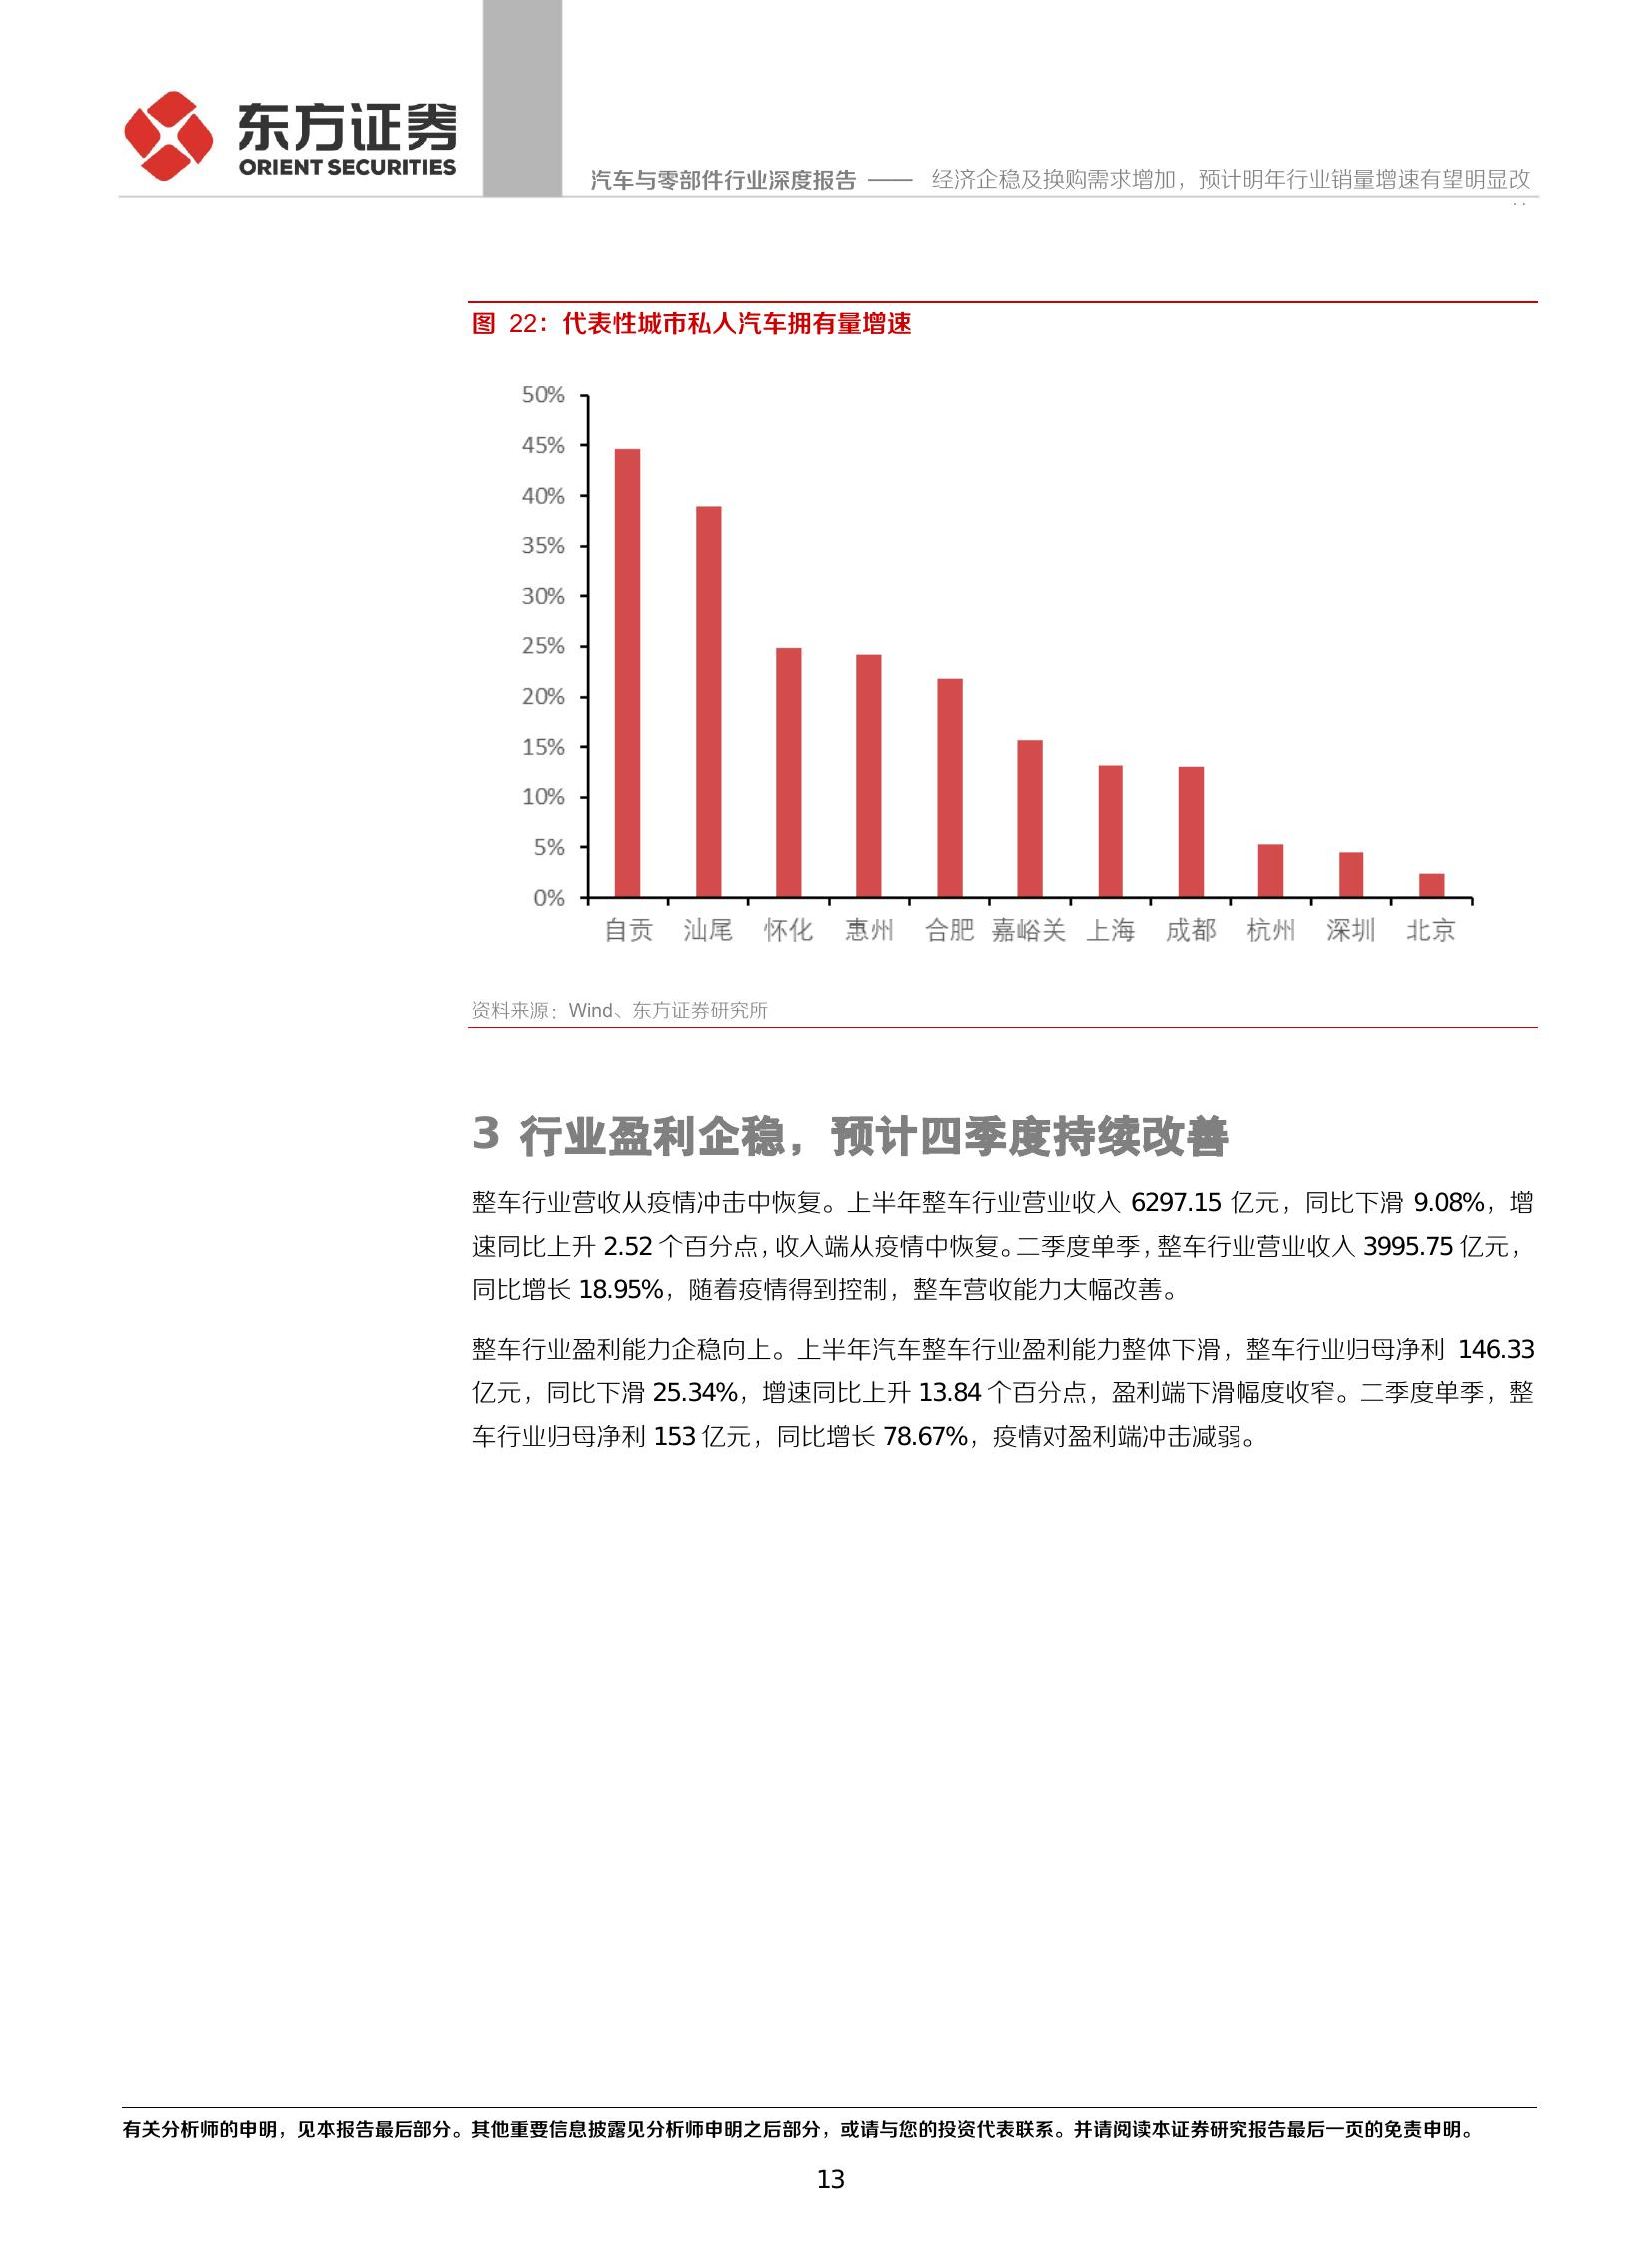 东方证券
ORIENT SECURITIES
汽车与零部件行业深度报告 —— 经济企稳及换购需求增加，预计明年行业销量增速有望明显改
图 22：代表性城市私人汽车拥有量增速
50%
45%
40%
35%
30%
25%
20%
15%
10%
5%
0%
自贡 汕尾 怀化 惠州 合肥 嘉峪关 上海 成都 杭州 深圳 北京
资料来源：Wind、东方证券研究所
3 行业盈利企稳，预计四季度持续改善
整车行业营收从疫情冲击中恢复。上半年整车行业营业收入 6297.15 亿元，同比下滑 9.08%，增
速同比上升 2.52 个百分点，收入端从疫情中恢复。二季度单季，整车行业营业收入 3995.75 亿元，
同比增长 18.95%，随着疫情得到控制，整车营收能力大幅改善。
整车行业盈利能力企稳向上。上半年汽车整车行业盈利能力整体下滑，整车行业归母净利 146.33
亿元，同比下滑 25.34%，增速同比上升 13.84 个百分点，盈利端下滑幅度收窄。二季度单季，整
车行业归母净利 153 亿元，同比增长 78.67%，疫情对盈利端冲击减弱。
有关分析师的申明，见本报告最后部分。其他重要信息披露见分析师申明之后部分，或请与您的投资代表联系。并请阅读本证券研究报告最后一页的免责申明。
13